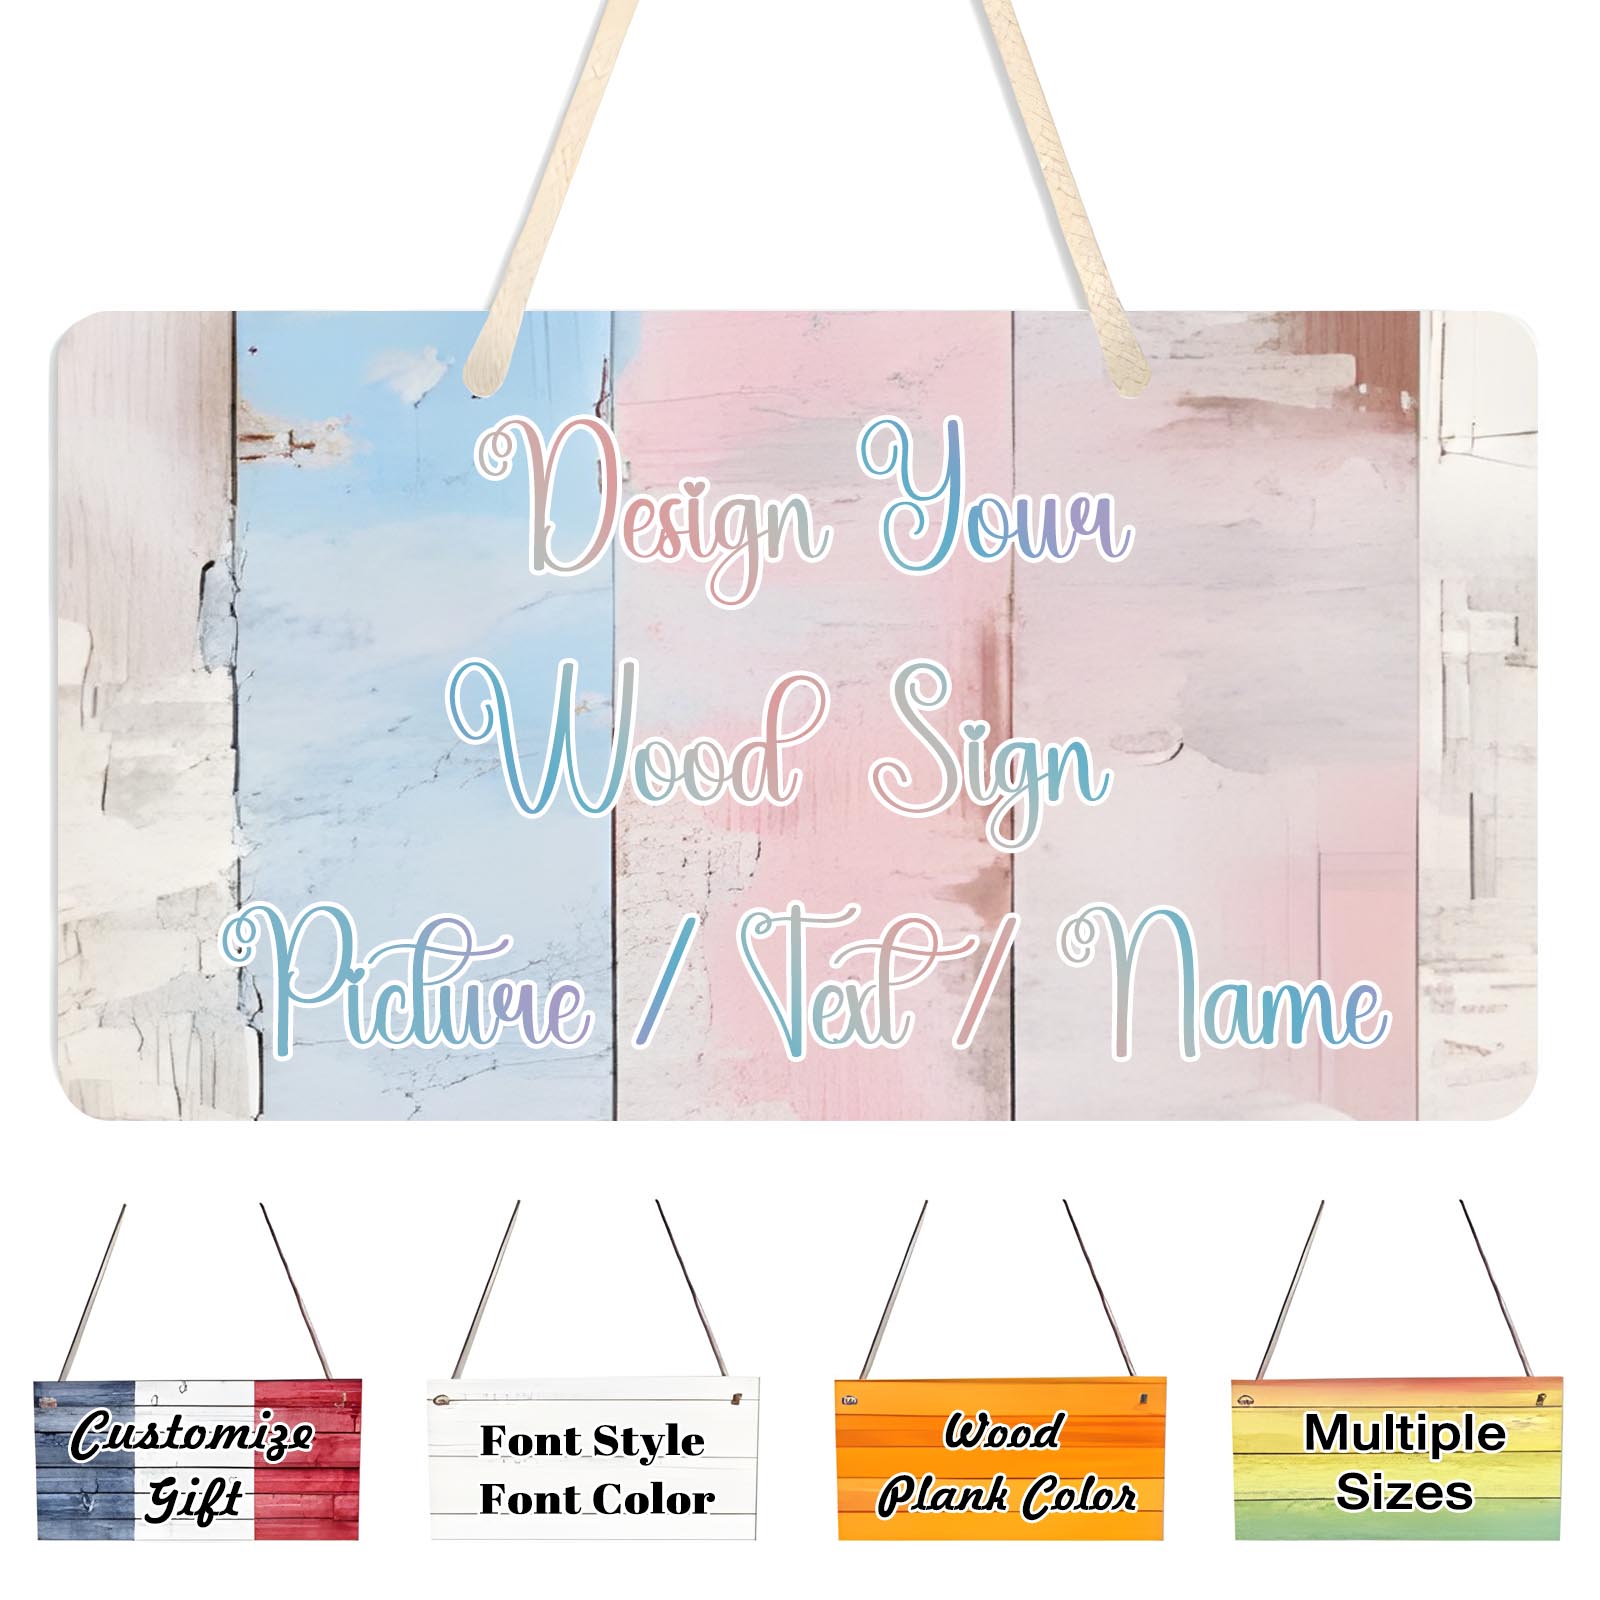 Design Your
Wood Sign
Picture / Text / Name
Customize
Gift
Font Style
Font Color
Wood
Plank Color
Multiple
Sizes